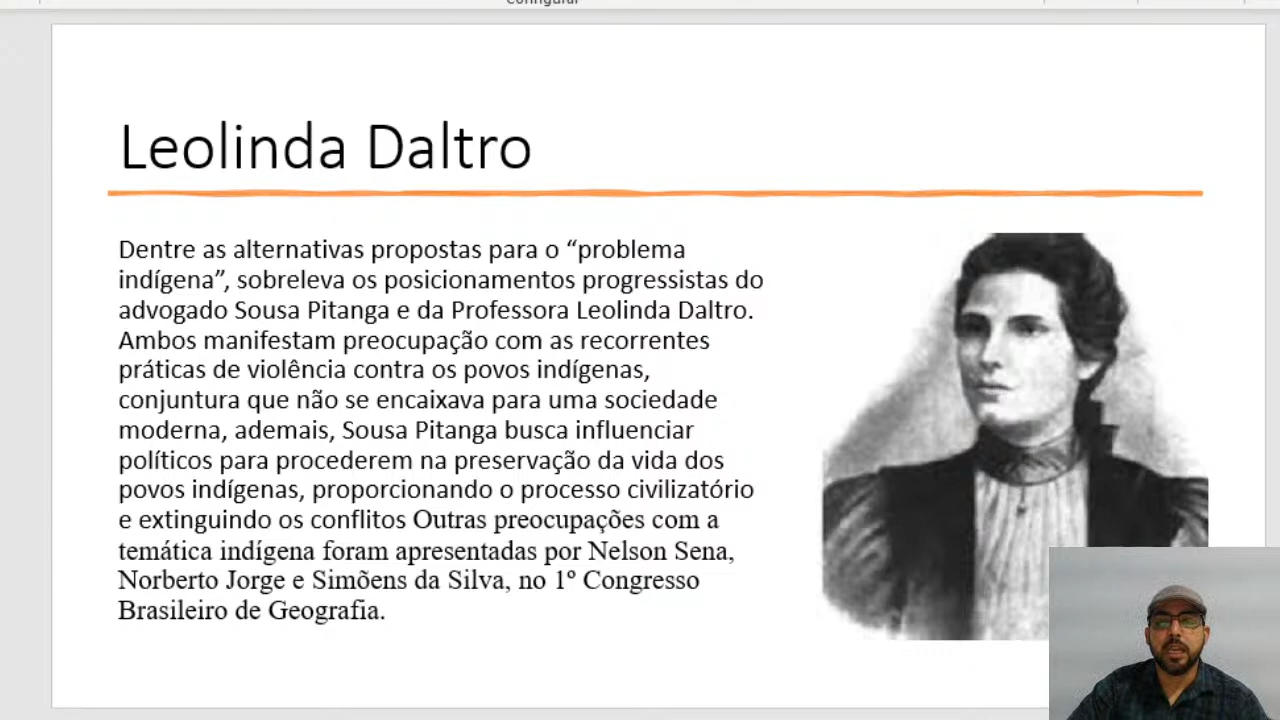 Configurar
Leolinda Daltro
Dentre as alternativas propostas para o “problema
indígena”, sobreleva os posicionamentos progressistas do
advogado Sousa Pitanga e da Professora Leolinda Daltro.
Ambos manifestam preocupação com as recorrentes
práticas de violência contra os povos indígenas,
conjuntura que não se encaixava para uma sociedade
moderna, ademais, Sousa Pitanga busca influenciar
políticos para procederem na preservação da vida dos
povos indígenas, proporcionando o processo civilizatório
e extinguindo os conflitos Outras preocupações com a
temática indígena foram apresentadas por Nelson Sena,
Norberto Jorge e Simõens da Silva, no 1º Congresso
Brasileiro de Geografia.